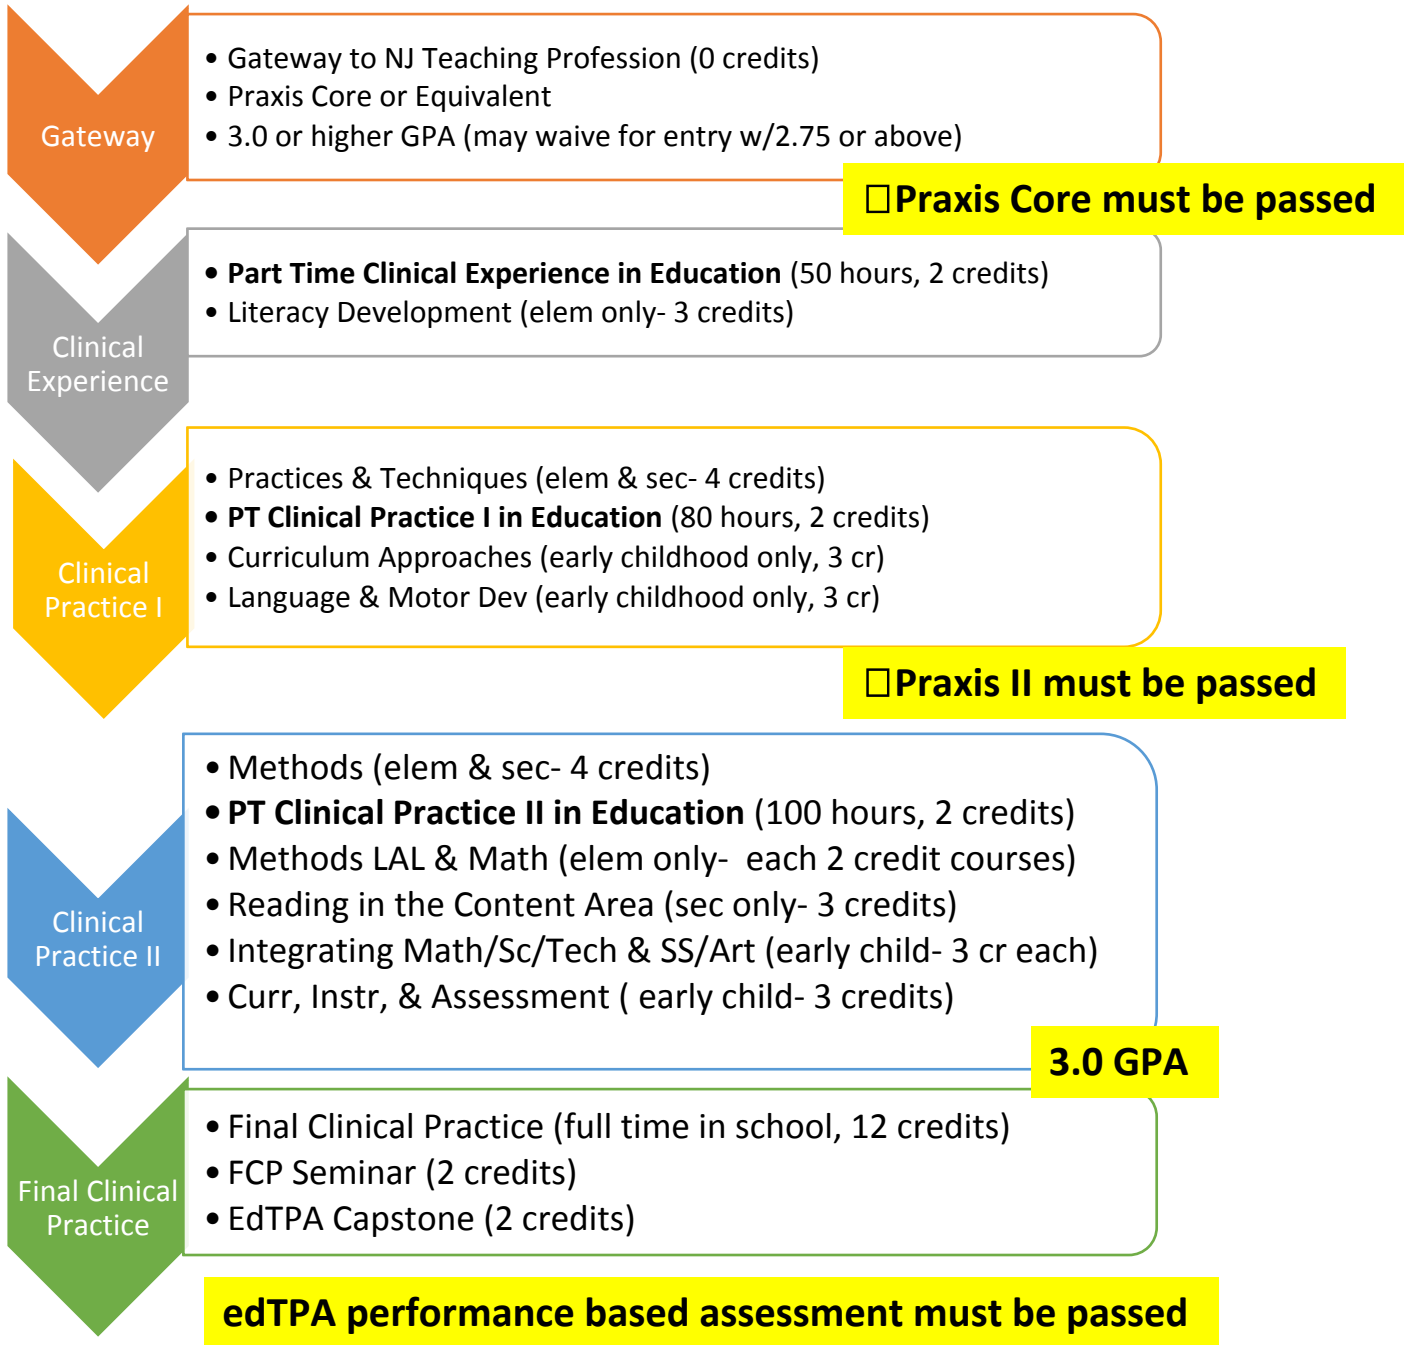 Gateway
• Gateway to NJ Teaching Profession (0 credits)
• Praxis Core or Equivalent
• 3.0 or higher GPA (may waive for entry w/2.75 or above)
□Praxis Core must be passed
Clinical
Experience
• Part Time Clinical Experience in Education (50 hours, 2 credits)
• Literacy Development (elem only- 3 credits)
Clinical
Practice I
• Practices & Techniques (elem & sec- 4 credits)
• PT Clinical Practice I in Education (80 hours, 2 credits)
• Curriculum Approaches (early childhood only, 3 cr)
• Language & Motor Dev (early childhood only, 3 cr)
□Praxis II must be passed
Clinical
Practice II
• Methods (elem & sec- 4 credits)
• PT Clinical Practice II in Education (100 hours, 2 credits)
• Methods LAL & Math (elem only- each 2 credit courses)
• Reading in the Content Area (sec only- 3 credits)
• Integrating Math/Sc/Tech & SS/Art (early child- 3 cr each)
• Curr, Instr, & Assessment ( early child- 3 credits)
3.0 GPA
Final Clinical
Practice
• Final Clinical Practice (full time in school, 12 credits)
• FCP Seminar (2 credits)
• EdTPA Capstone (2 credits)
edTPA performance based assessment must be passed